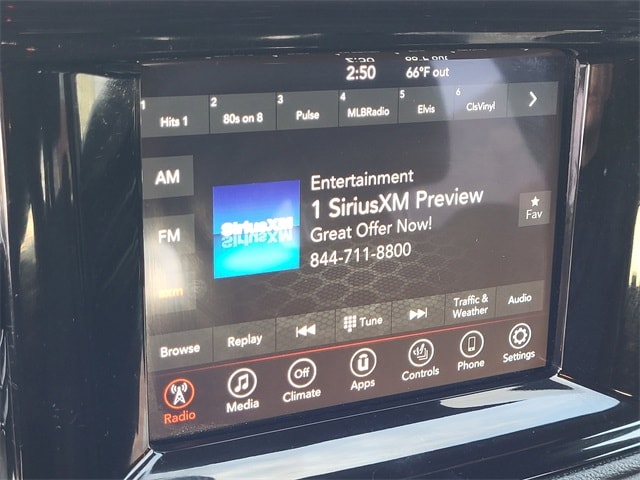 2:50 66°F out
1 Hits 1 2 80s on 8 3 Pulse 4 MLBRadio 5 Elvis 6 ClsVinyl
AM
FM
sxm
SiriusXM
Entertainment
1 SiriusXM Preview
Great Offer Now!
844-711-8800
Fav
Browse Replay Tune Traffic & Weather Audio
Radio Media Off Climate Apps Controls Phone Settings